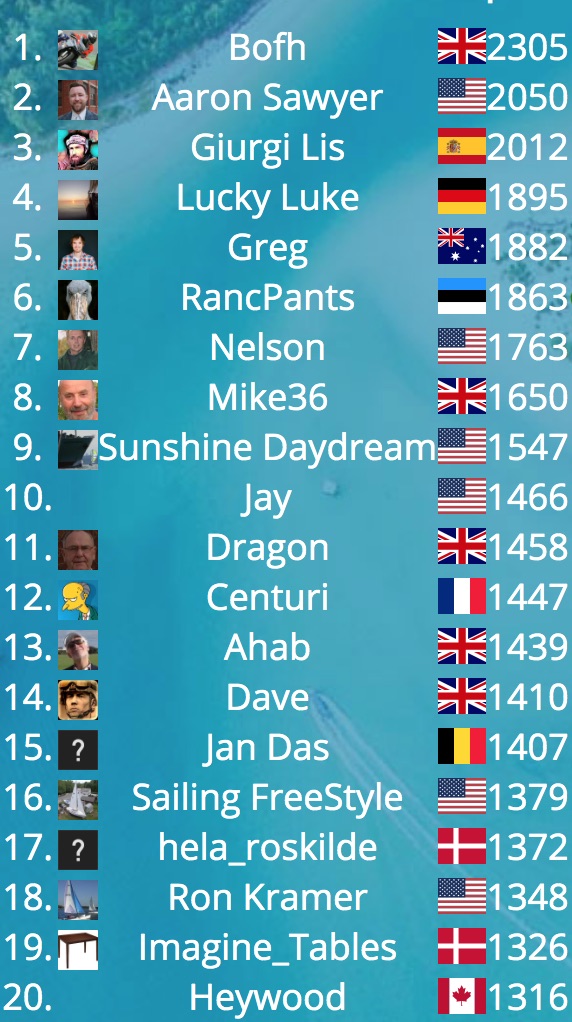 1. Bofh 2305
2. Aaron Sawyer 2050
3. Giurgi Lis 2012
4. Lucky Luke 1895
5. Greg 1882
6. RancPants 1863
7. Nelson 1763
8. Mike36 1650
9. Sunshine Daydream 1547
10. Jay 1466
11. Dragon 1458
12. Centuri 1447
13. Ahab 1439
14. Dave 1410
15. ? Jan Das 1407
16. Sailing FreeStyle 1379
17. ? hela_roskilde 1372
18. Ron Kramer 1348
19. Imagine_Tables 1326
20. Heywood 1316